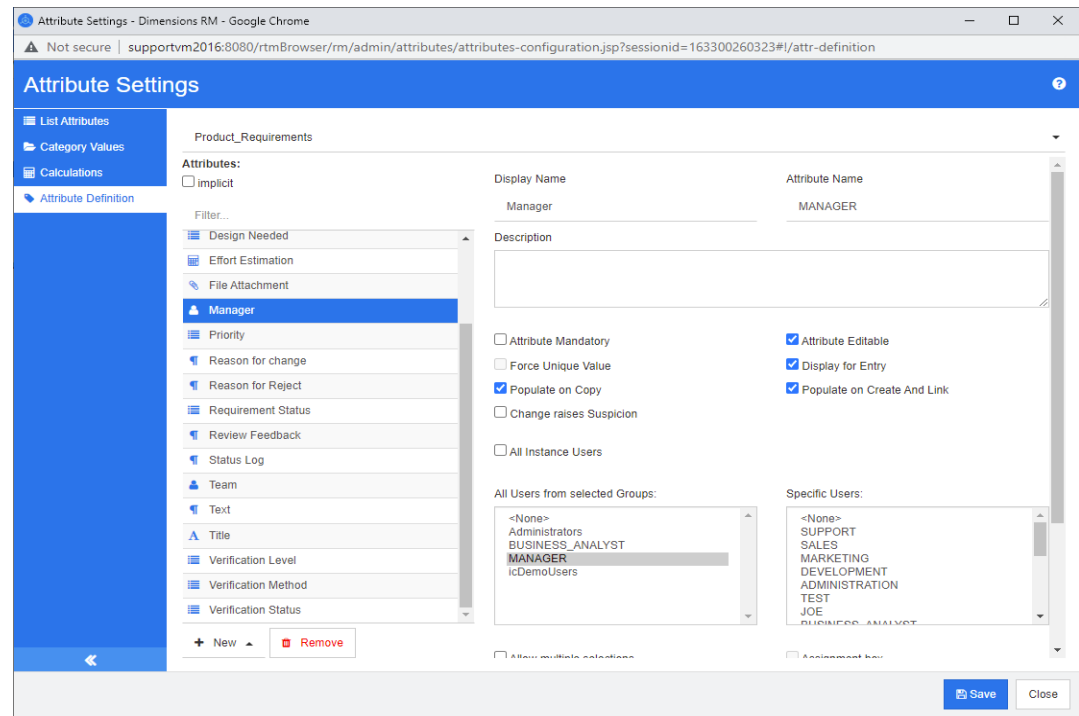 Attribute Settings - Dimensions RM - Google Chrome
Not secure | supportvm2016:8080/rtmBrowser/rm/admin/attributes/attributes-configuration.jsp?sessionid=163300260323#!/attr-definition
Attribute Settings
List Attributes
Category Values
Calculations
Attribute Definition
Product_Requirements
Attributes:
implicit
Filter...
Design Needed
Effort Estimation
File Attachment
Manager
Priority
Reason for change
Reason for Reject
Requirement Status
Review Feedback
Status Log
Team
Text
Title
Verification Level
Verification Method
Verification Status
New
Remove
Display Name
Attribute Name
Manager
MANAGER
Description
Attribute Mandatory
Attribute Editable
Force Unique Value
Display for Entry
Populate on Copy
Populate on Create And Link
Change raises Suspicion
All Instance Users
All Users from selected Groups:
<None>
Administrators
BUSINESS_ANALYST
MANAGER
icDemoUsers
Specific Users:
<None>
SUPPORT
SALES
MARKETING
DEVELOPMENT
ADMINISTRATION
TEST
JOE
BUSINESS_ANALYST
Allow multiple selections
Assignment box
Save
Close